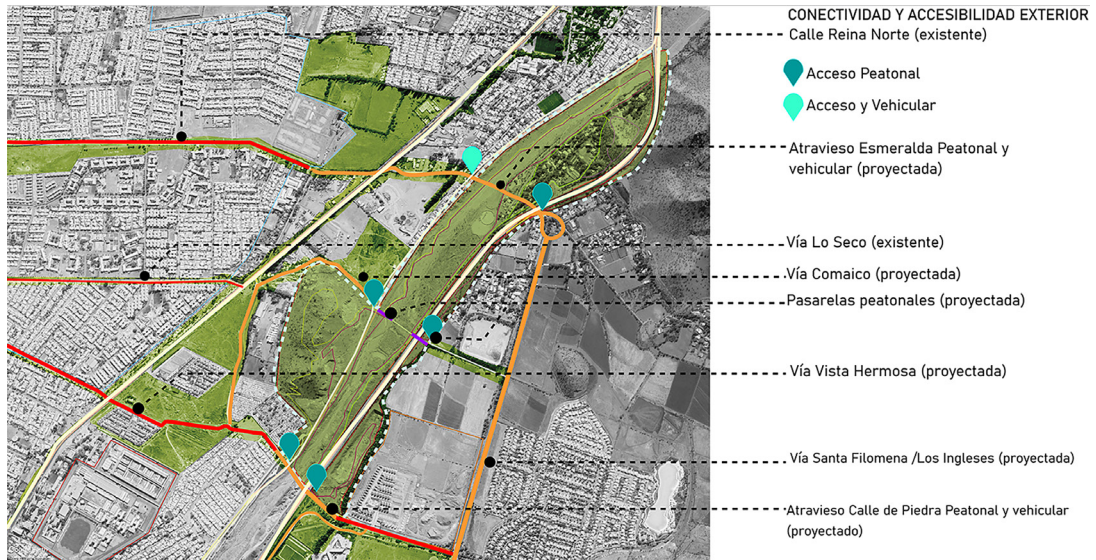 CONECTIVIDAD Y ACCESIBILIDAD EXTERIOR
Calle Reina Norte (existente)
Acceso Peatonal
Acceso y Vehicular
Atravieso Esmeralda Peatonal y
vehicular (proyectada)
Vía Lo Seco (existente)
Vía Comaico (proyectada)
Pasarelas peatonales (proyectada)
Vía Vista Hermosa (proyectada)
Vía Santa Filomena /Los Ingleses (proyectada)
Atravieso Calle de Piedra Peatonal y vehicular
(proyectado)